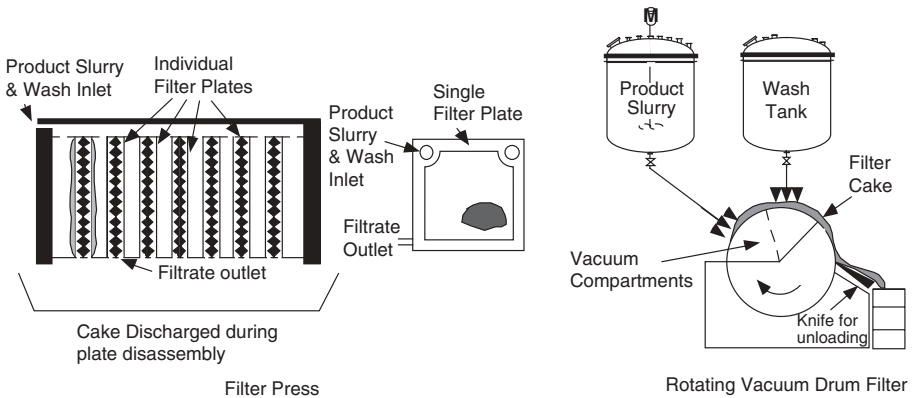 Product Slurry
& Wash Inlet
Individual
Filter Plates
Filtrate outlet
Cake Discharged during
plate disassembly
Filter Press
Product
Slurry
& Wash
Inlet
Single
Filter Plate
Filtrate
Outlet
M
Product
Slurry
Wash
Tank
Filter
Cake
Vacuum
Compartments
Knife for
unloading
Rotating Vacuum Drum Filter